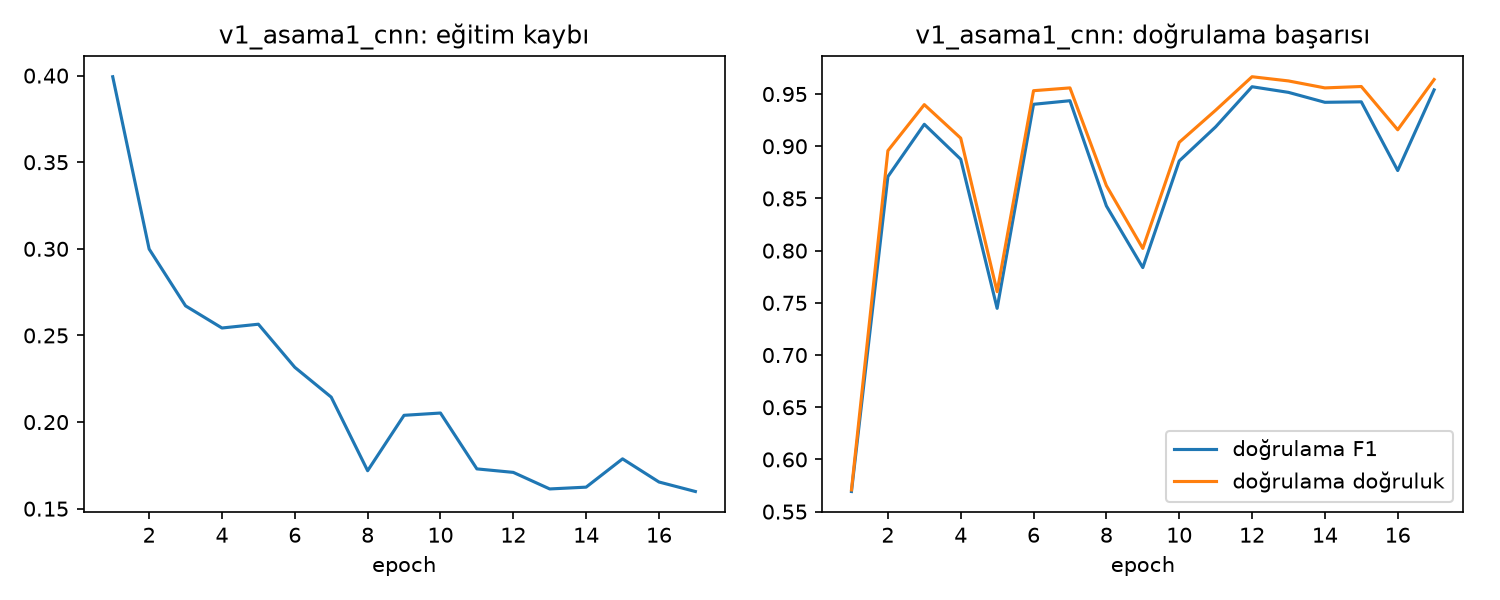 v1_asama1_cnn: eğitim kaybı
0.40
0.35
0.30
0.25
0.20
0.15
2 4 6 8 10 12 14 16
epoch
v1_asama1_cnn: doğrulama başarısı
0.95
0.90
0.85
0.80
0.75
0.70
0.65
0.60
0.55
doğrulama F1
doğrulama doğruluk
2 4 6 8 10 12 14 16
epoch